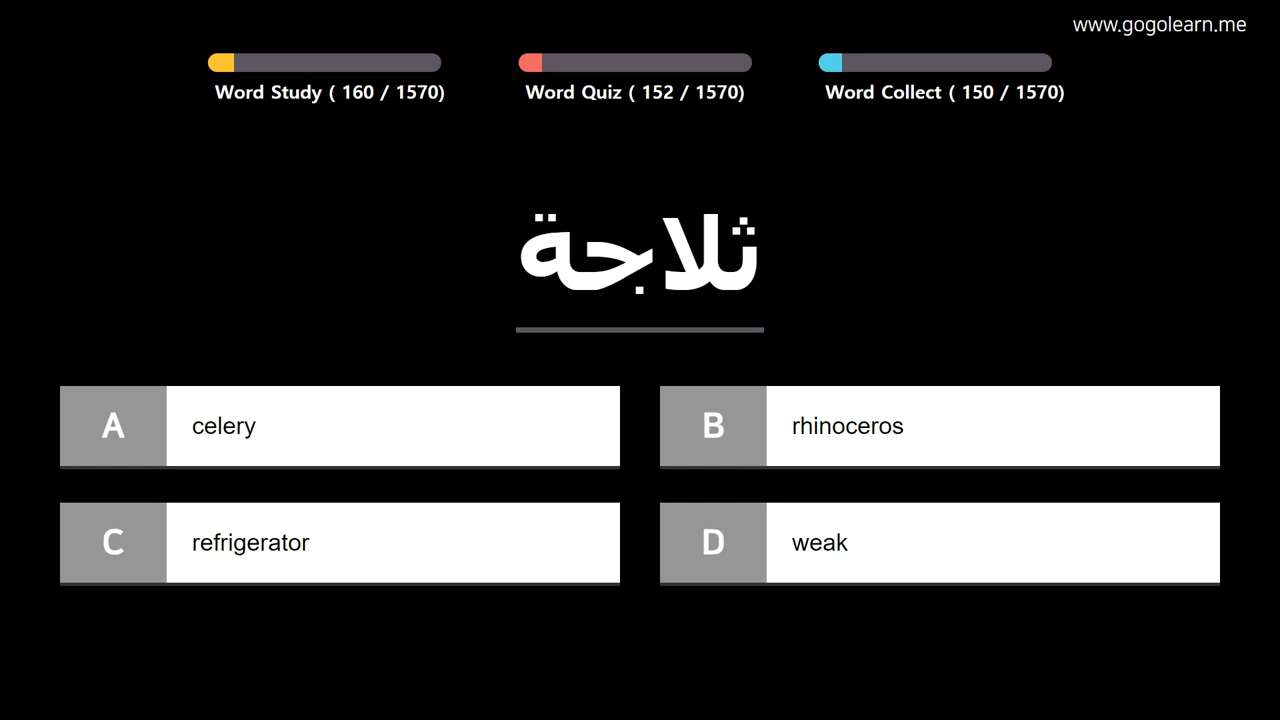 www.gogolearn.me
Word Study ( 160 / 1570)
Word Quiz ( 152 / 1570)
Word Collect ( 150 / 1570)
ثلاجة
A celery
B rhinoceros
C refrigerator
D weak